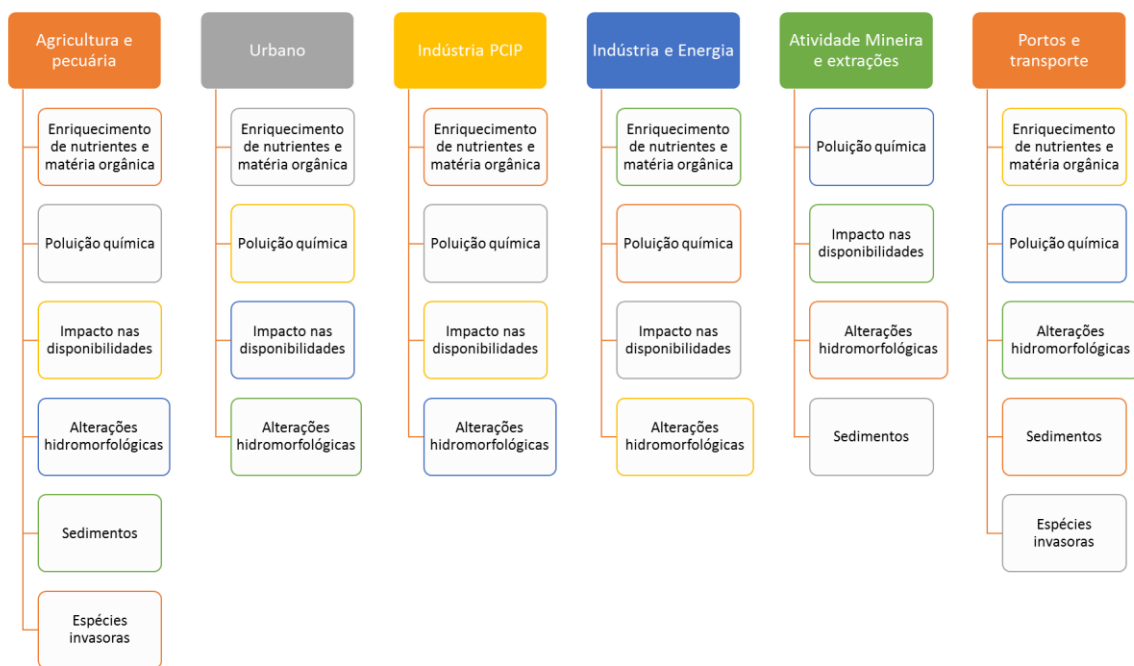 Agricultura e
pecuária
Enriquecimento
de nutrientes e
matéria orgânica
Poluição química
Impacto nas
disponibilidades
Alterações
hidromorfológicas
Sedimentos
Espécies
invasoras
Urbano
Enriquecimento
de nutrientes e
matéria orgânica
Poluição química
Impacto nas
disponibilidades
Alterações
hidromorfológicas
Indústria PCIP
Enriquecimento
de nutrientes e
matéria orgânica
Poluição química
Impacto nas
disponibilidades
Alterações
hidromorfológicas
Indústria e Energia
Enriquecimento
de nutrientes e
matéria orgânica
Poluição química
Impacto nas
disponibilidades
Alterações
hidromorfológicas
Atividade Mineira
e extrações
Poluição química
Impacto nas
disponibilidades
Alterações
hidromorfológicas
Sedimentos
Portos e
transporte
Enriquecimento
de nutrientes e
matéria orgânica
Poluição química
Alterações
hidromorfológicas
Sedimentos
Espécies
invasoras